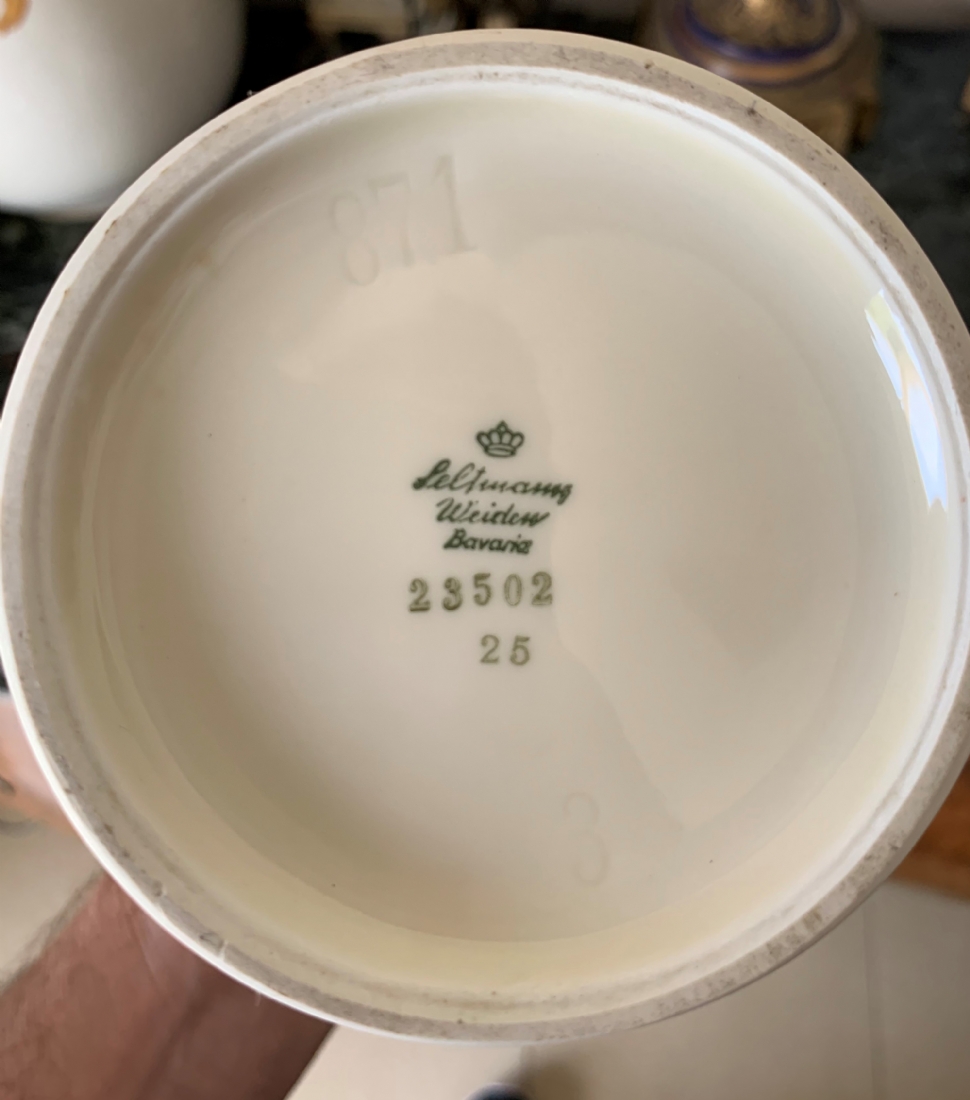 871
Seltmann
Weiden
Bavaria
23502
25
3